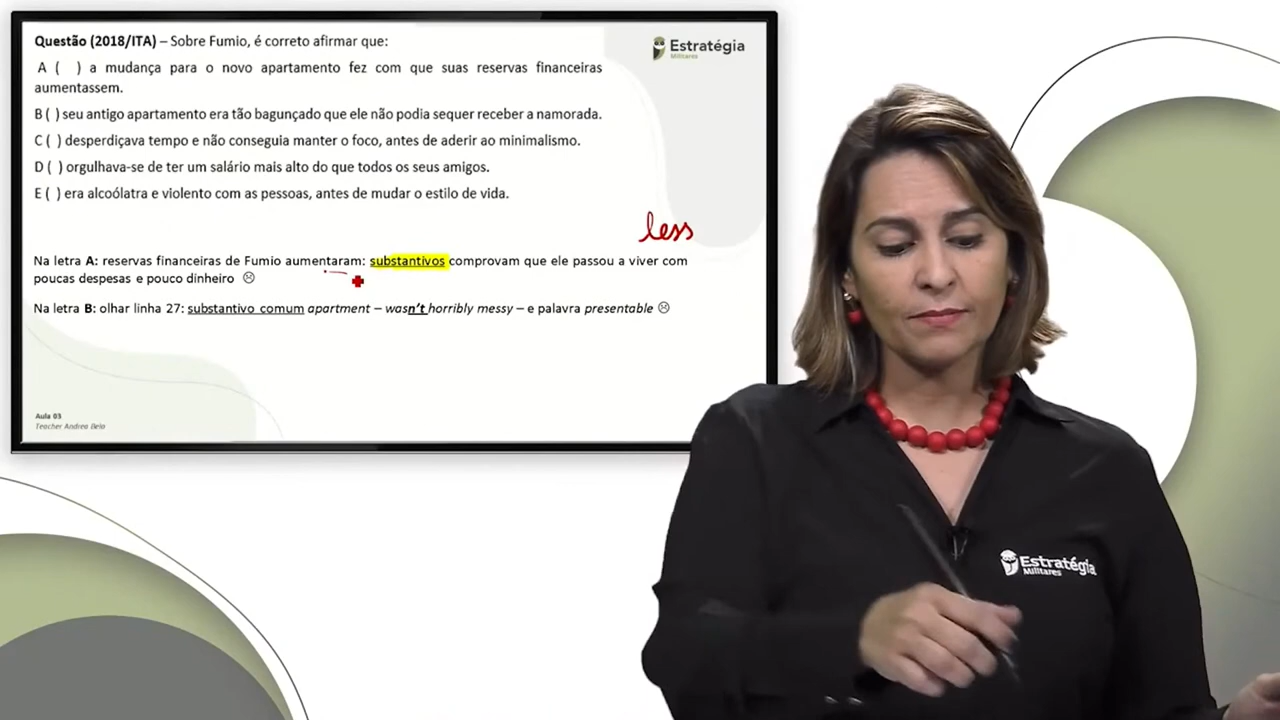 Questão (2018/ITA) – Sobre Fumio, é correto afirmar que:
Estratégia
Militares
A ( ) a mudança para o novo apartamento fez com que suas reservas financeiras
aumentassem.
B ( ) seu antigo apartamento era tão bagunçado que ele não podia sequer receber a namorada.
C ( ) desperdiçava tempo e não conseguia manter o foco, antes de aderir ao minimalismo.
D ( ) orgulhava-se de ter um salário mais alto do que todos os seus amigos.
E ( ) era alcoólatra e violento com as pessoas, antes de mudar o estilo de vida.
less
Na letra A: reservas financeiras de Fumio aumentaram: substantivos comprovam que ele passou a viver com
poucas despesas e pouco dinheiro ☹
Na letra B: olhar linha 27: substantivo comum apartment – wasn't horribly messy – e palavra presentable ☹
Aula 03
Teacher Andrea Belo
Estratégia
Militares